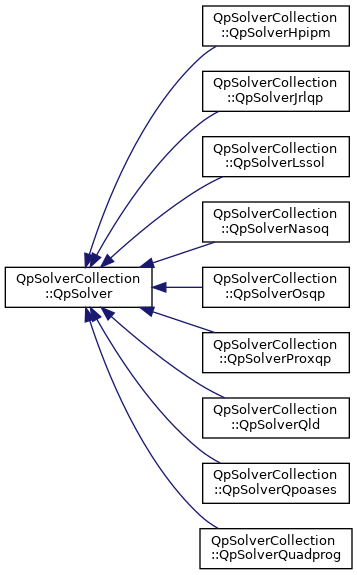 QpSolverCollection
::QpSolverHpipm
QpSolverCollection
::QpSolverJrlqp
QpSolverCollection
::QpSolverLssol
QpSolverCollection
::QpSolverNasoq
QpSolverCollection
::QpSolver
QpSolverCollection
::QpSolverOsqp
QpSolverCollection
::QpSolverProxqp
QpSolverCollection
::QpSolverQld
QpSolverCollection
::QpSolverQpoases
QpSolverCollection
::QpSolverQuadprog